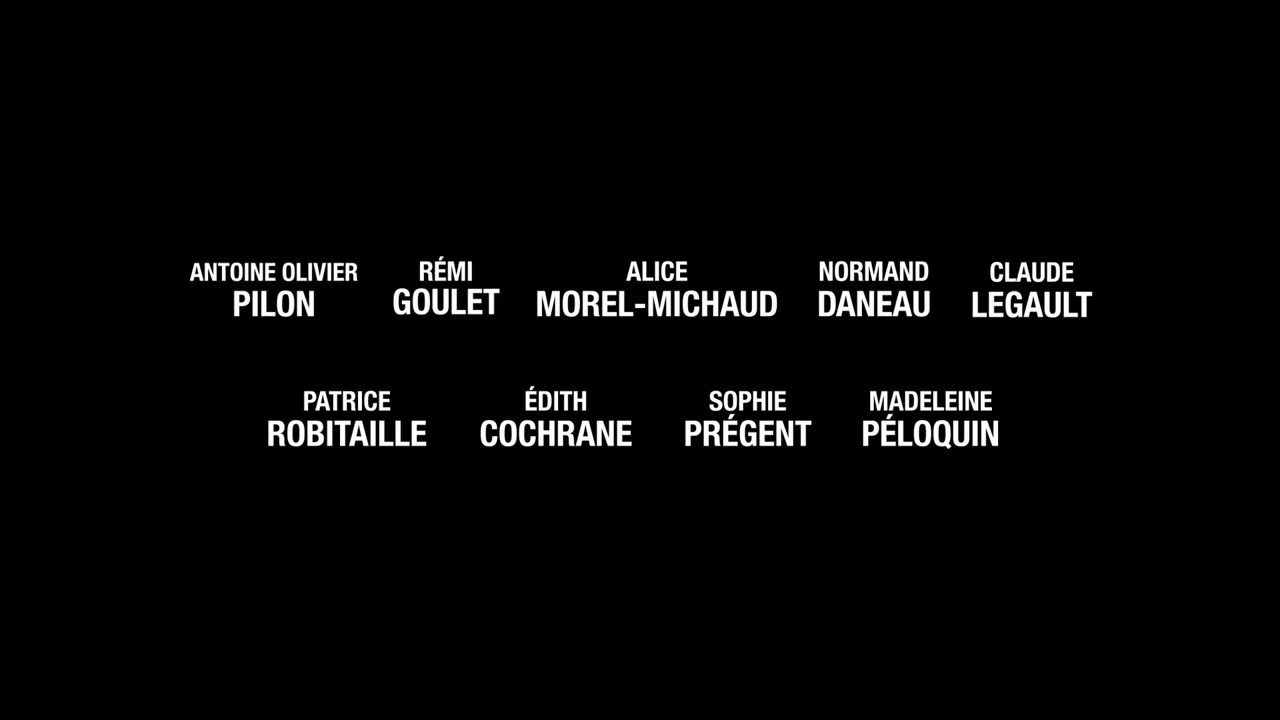 ANTOINE OLIVIER
PILON
RÉMI
GOULET
ALICE
MOREL-MICHAUD
NORMAND
DANEAU
CLAUDE
LEGAULT
PATRICE
ROBITAILLE
ÉDITH
COCHRANE
SOPHIE
PRÉGENT
MADELEINE
PÉLOQUIN